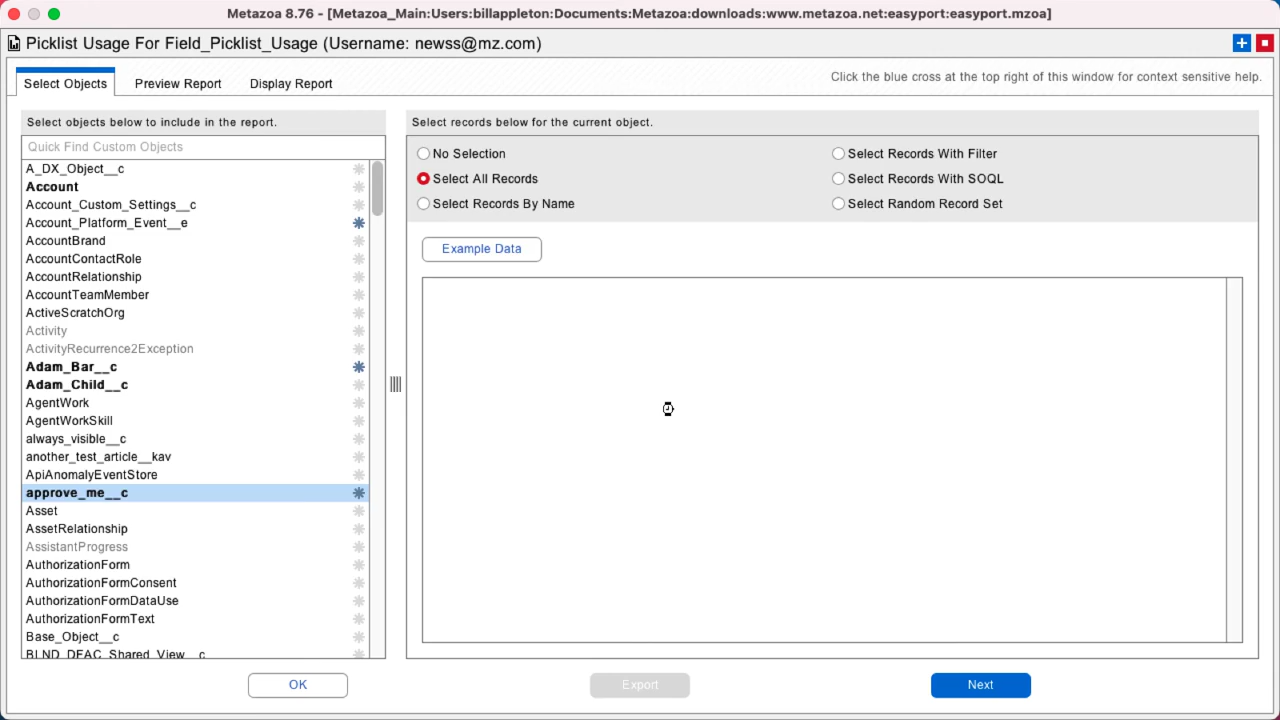 Metazoa 8.76 - [Metazoa_Main:Users:billappleton:Documents:Metazoa:downloads:www.metazoa.net:easyport:easyport.mzoa]
Picklist Usage For Field_Picklist_Usage (Username: newss@mz.com)
Select Objects
Preview Report
Display Report
Click the blue cross at the top right of this window for context sensitive help.
Select objects below to include in the report.
Quick Find Custom Objects
A_DX_Object__c
Account
Account_Custom_Settings__c
Account_Platform_Event__e
AccountBrand
AccountContactRole
AccountRelationship
AccountTeamMember
ActiveScratchOrg
Activity
ActivityRecurrence2Exception
Adam_Bar__c
Adam_Child__c
AgentWork
AgentWorkSkill
always_visible__c
another_test_article__kav
ApiAnomalyEventStore
approve_me__c
Asset
AssetRelationship
AssistantProgress
AuthorizationForm
AuthorizationFormConsent
AuthorizationFormDataUse
AuthorizationFormText
Base_Object__c
BLND_DFAC_Shared_View__c
Select records below for the current object.
No Selection
Select All Records
Select Records By Name
Select Records With Filter
Select Records With SOQL
Select Random Record Set
Example Data
OK
Export
Next